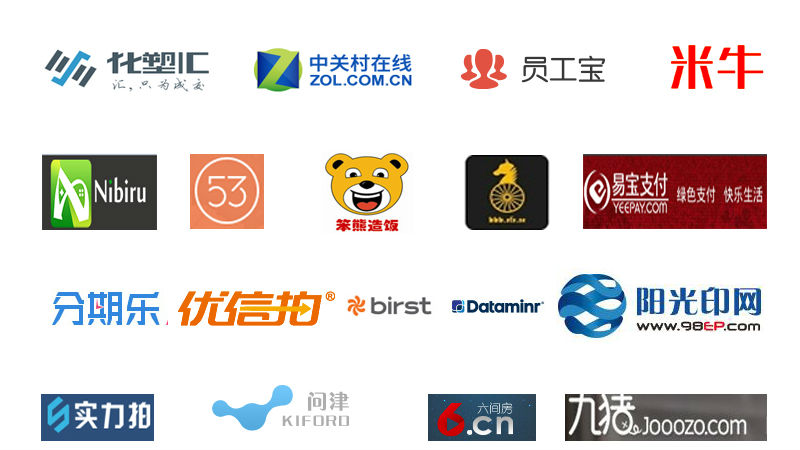 化塑汇
汇,只为成交
中关村在线
ZOL.COM.CN
员工宝
米牛
Nibiru
53
笨熊造饭
易宝支付
YEEPAY.COM
绿色支付 快乐生活
分期乐
优信拍®
birst
Dataminr
阳光印网
www.98EP.com
实力拍
问津
KIFORD
六间房
6.cn
九猪
Jooozo.com